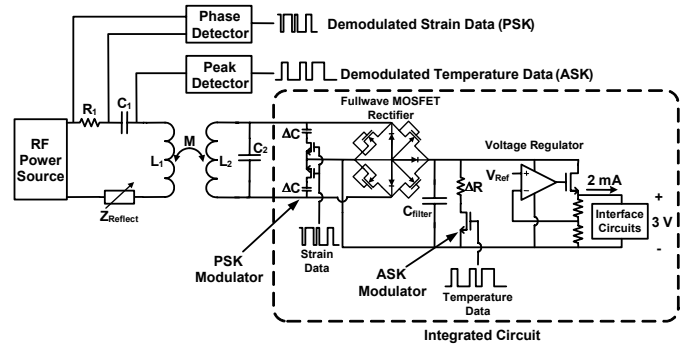 Phase
Detector
Demodulated Strain Data (PSK)
Peak
Detector
Demodulated Temperature Data (ASK)
Fullwave MOSFET
Rectifier
R1
C1
RF
Power
Source
M
L1
L2
C2
ΔC
ΔC
ZReflect
Voltage Regulator
VRef
+
-
2 mA
ΔR
Cfilter
Interface
Circuits
+
3 V
-
PSK
Modulator
Strain
Data
ASK
Modulator
Temperature
Data
Integrated Circuit